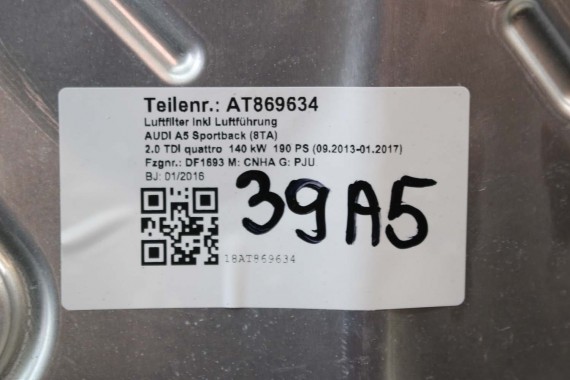 Teilenr.: AT869634
Luftfilter inkl Luftführung
AUDI A5 Sportback (8TA)
2.0 TDI quattro 140 kW 190 PS (09.2013-01.2017)
Fzgnr.: DF1693 M: CNHA G: PJU
BJ: 01/2016
39A5
18AT869634